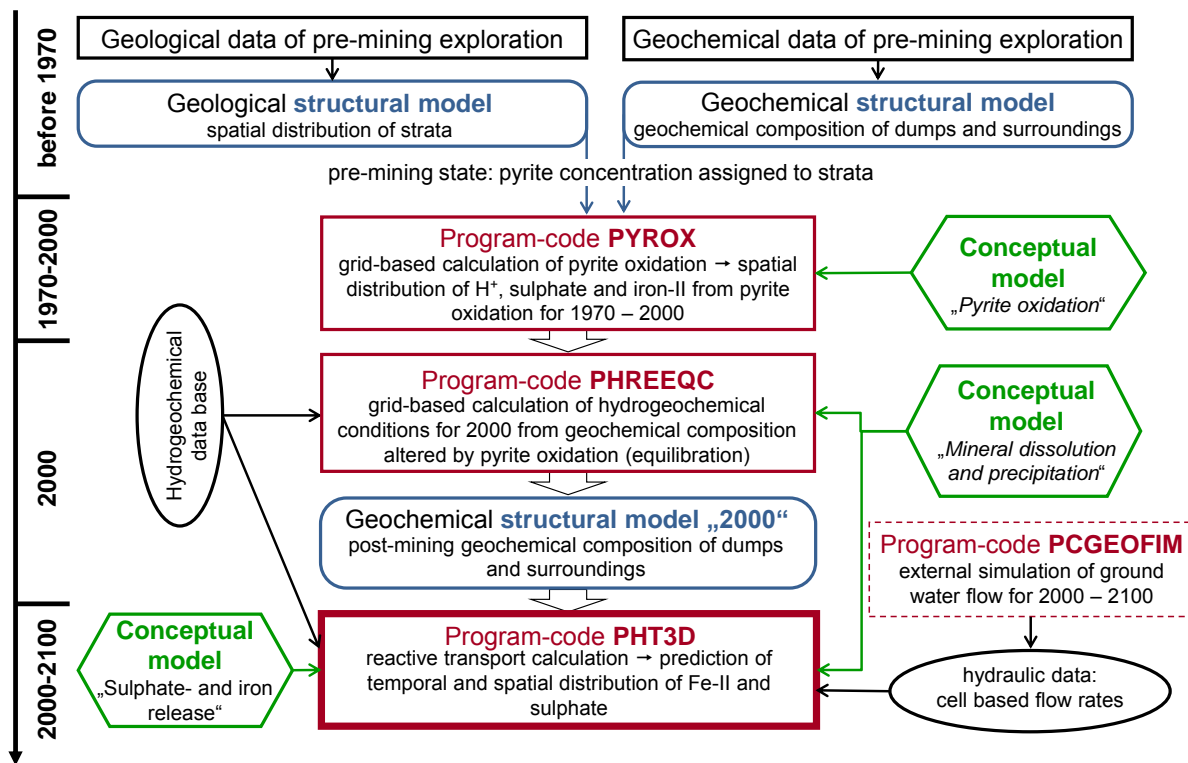 before 1970
Geological data of pre-mining exploration
Geochemical data of pre-mining exploration
Geological structural model
spatial distribution of strata
Geochemical structural model
geochemical composition of dumps and surroundings
pre-mining state: pyrite concentration assigned to strata
1970-2000
Program-code PYROX
grid-based calculation of pyrite oxidation → spatial
distribution of H⁺, sulphate and iron-II from pyrite
oxidation for 1970 – 2000
Conceptual
model
„Pyrite oxidation“
Hydrogeochemical
data base
2000
Program-code PHREEQC
grid-based calculation of hydrogeochemical
conditions for 2000 from geochemical composition
altered by pyrite oxidation (equilibration)
Conceptual
model
„Mineral dissolution
and precipitation“
Geochemical structural model „2000“
post-mining geochemical composition of dumps
and surroundings
Program-code PCGEOFIM
external simulation of ground
water flow for 2000 – 2100
2000-2100
Conceptual
model
„Sulphate- and iron
release“
Program-code PHT3D
reactive transport calculation → prediction of
temporal and spatial distribution of Fe-II and
sulphate
hydraulic data:
cell based flow rates